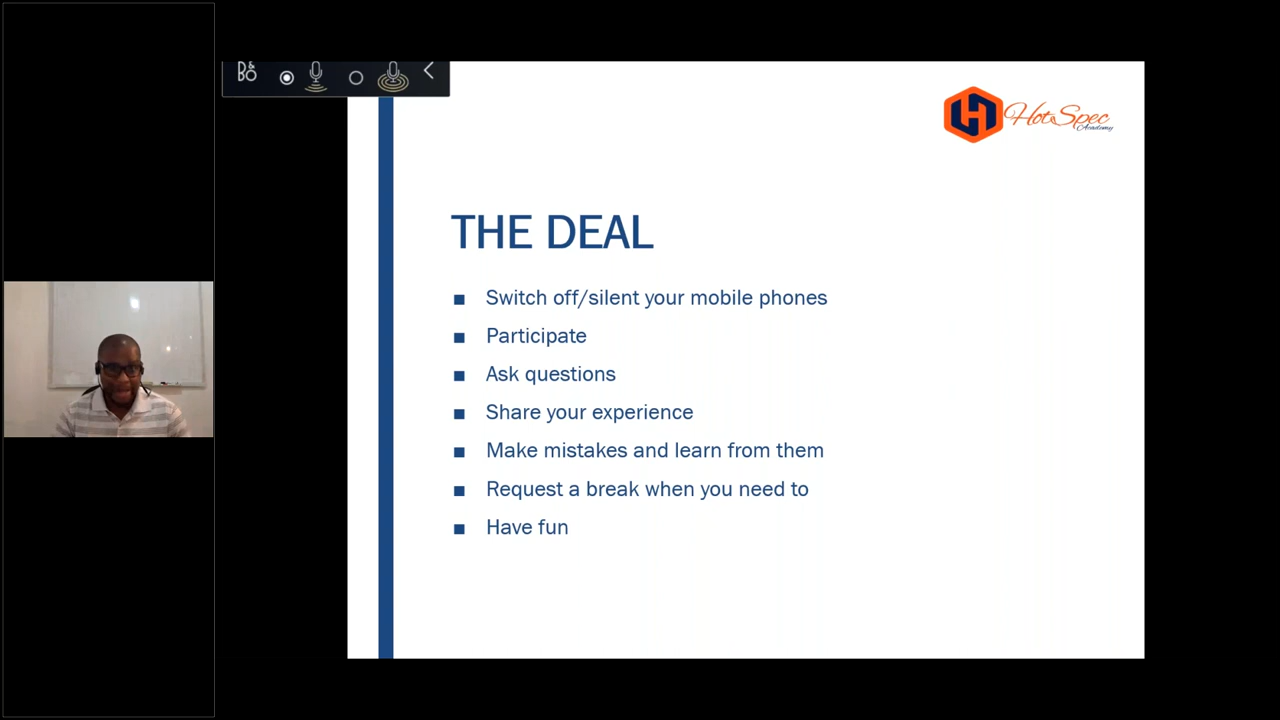 B&O
HotSpec
Academy
THE DEAL
Switch off/silent your mobile phones
Participate
Ask questions
Share your experience
Make mistakes and learn from them
Request a break when you need to
Have fun